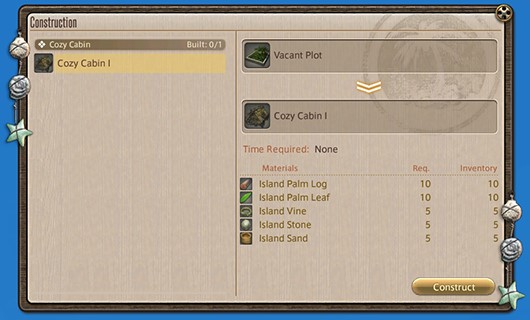 Construction
Cozy Cabin Built: 0/1
Cozy Cabin I
Vacant Plot
Cozy Cabin I
Time Required: None
Materials Req. Inventory
Island Palm Log 10 10
Island Palm Leaf 10 10
Island Vine 5 5
Island Stone 5 5
Island Sand 5 5
Construct